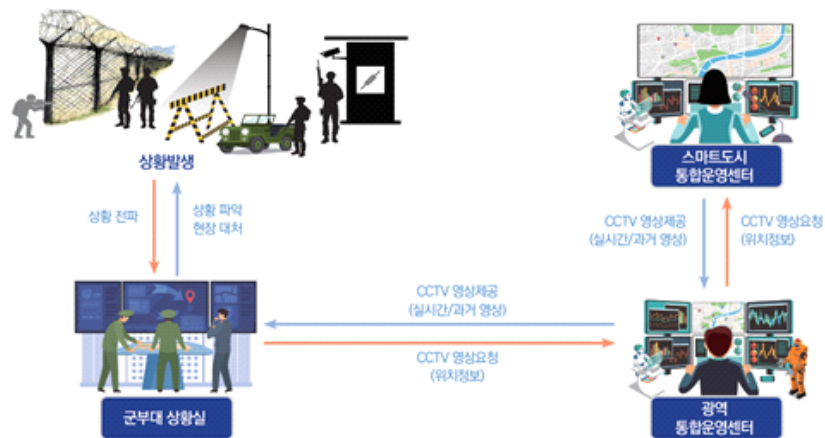 상황발생
스마트도시
통합운영센터
상황 전파
상황 파악
현장 대처
CCTV 영상제공
(실시간/과거 영상)
CCTV 영상요청
(위치정보)
CCTV 영상제공
(실시간/과거 영상)
CCTV 영상요청
(위치정보)
군부대 상황실
광역
통합운영센터